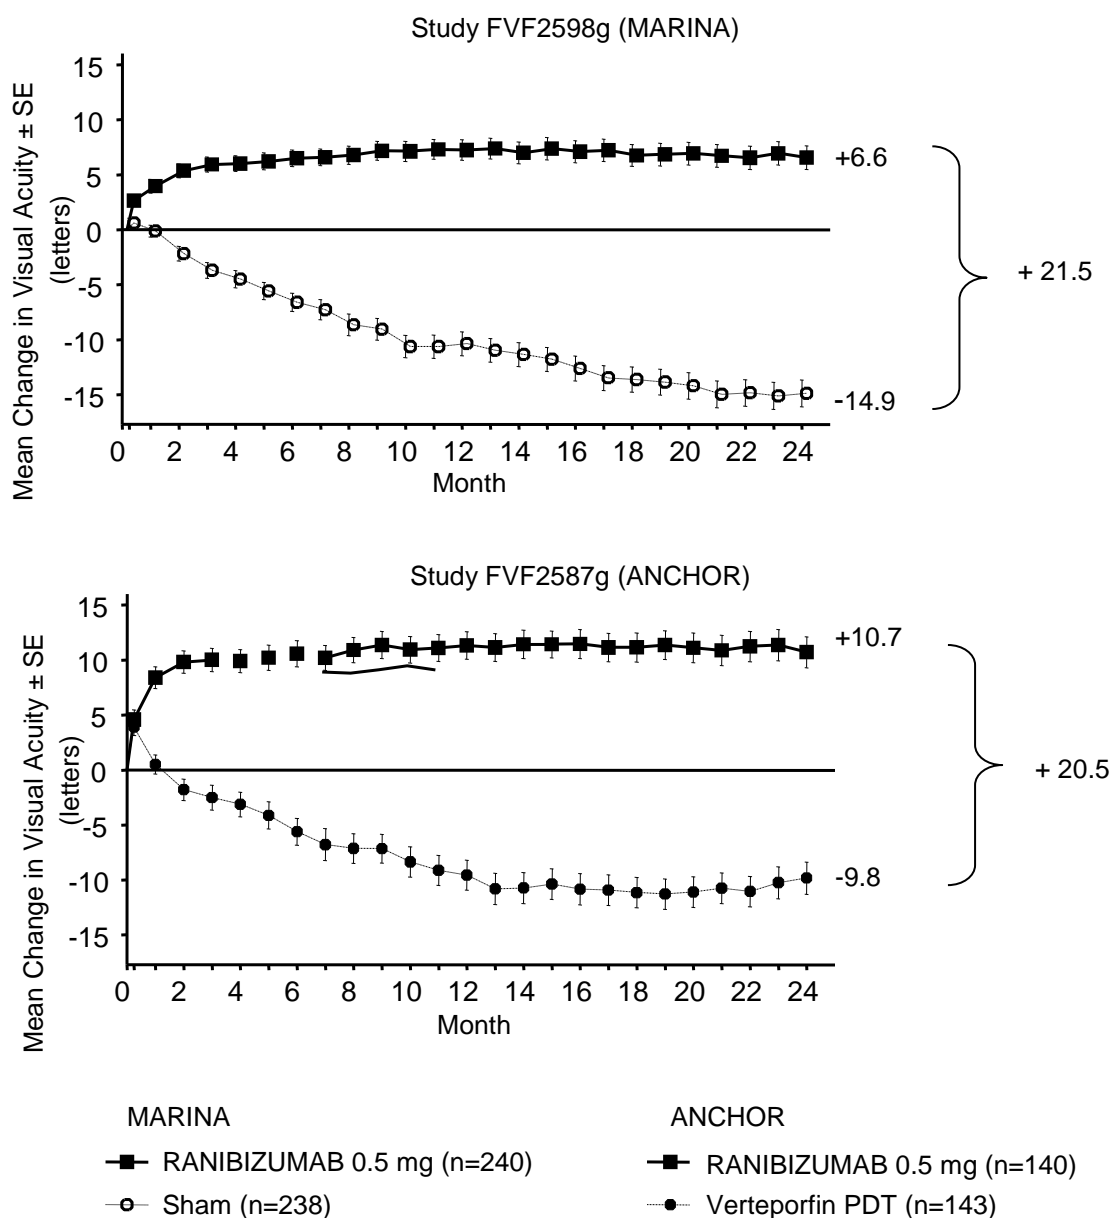 Study FVF2598g (MARINA)
Mean Change in Visual Acuity ± SE
(letters)
15
10
5
0
-5
-10
-15
+6.6
+ 21.5
-14.9
0 2 4 6 8 10 12 14 16 18 20 22 24
Month
Study FVF2587g (ANCHOR)
Mean Change in Visual Acuity ± SE
(letters)
15
10
5
0
-5
-10
-15
+10.7
+ 20.5
-9.8
0 2 4 6 8 10 12 14 16 18 20 22 24
Month
MARINA
RANIBIZUMAB 0.5 mg (n=240)
Sham (n=238)
ANCHOR
RANIBIZUMAB 0.5 mg (n=140)
Verteporfin PDT (n=143)